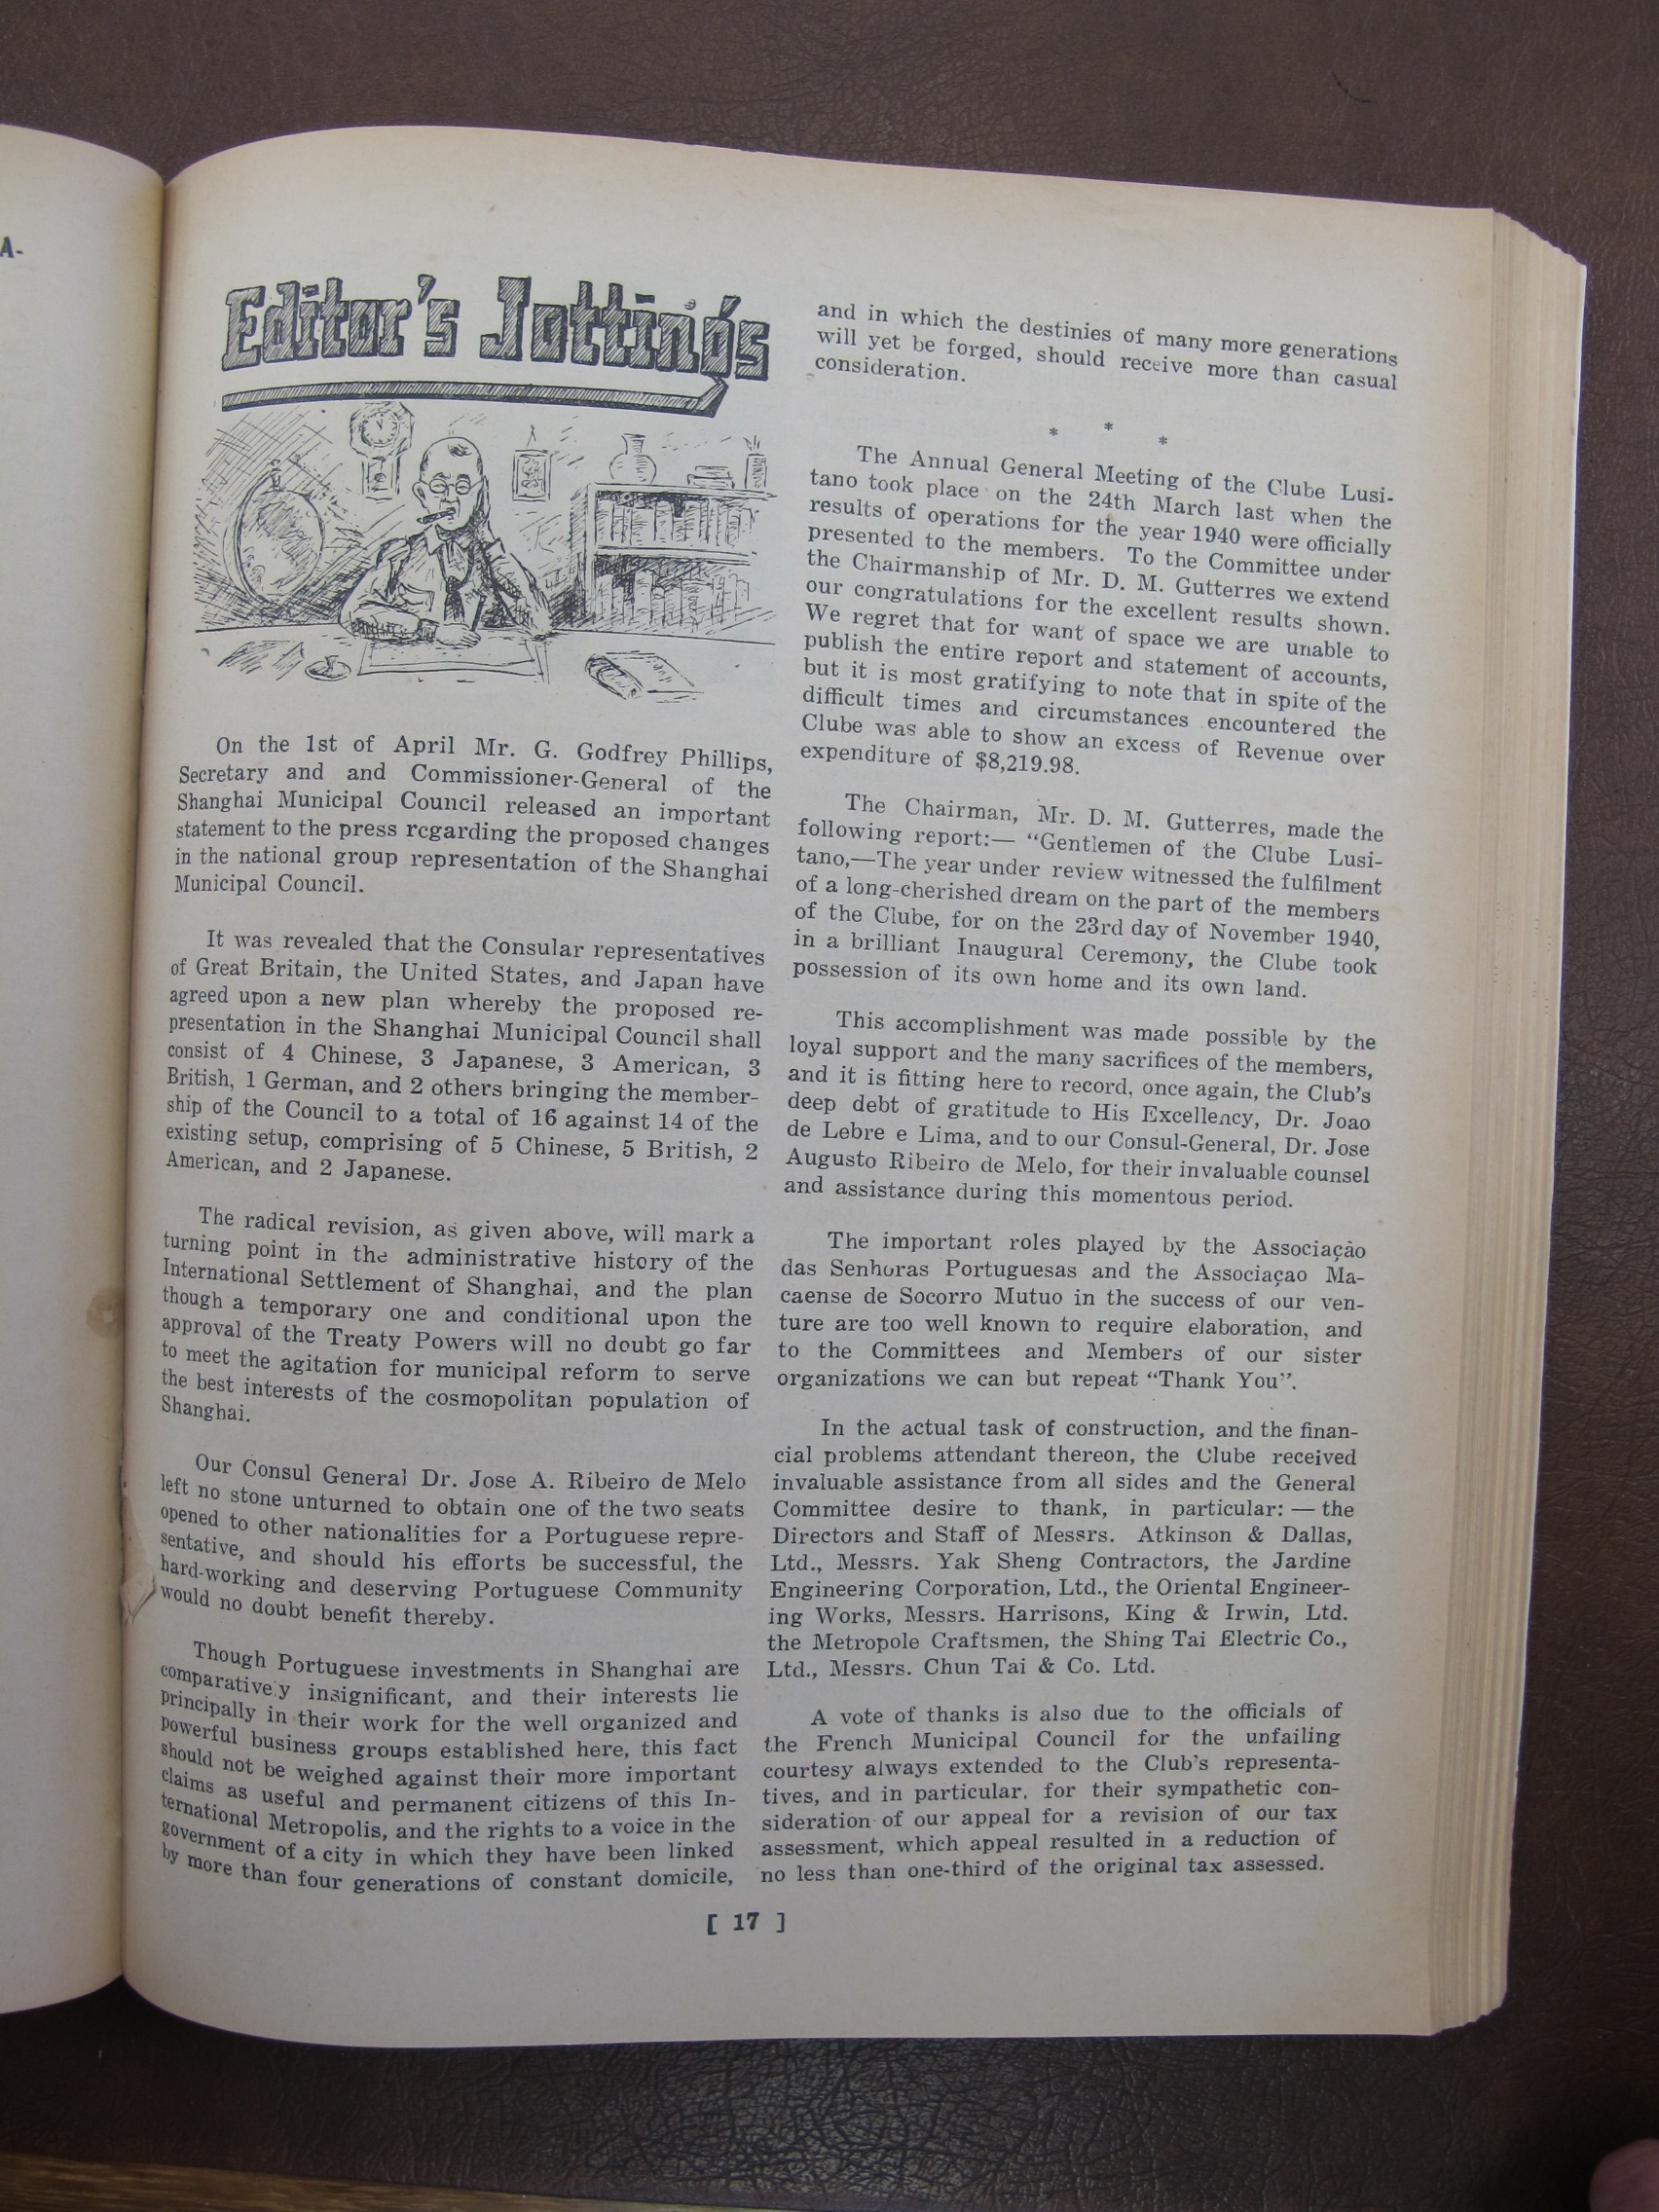 A-
Editor's Jottings
On the 1st of April Mr. G. Godfrey Phillips,
Secretary and and Commissioner-General of the
Shanghai Municipal Council released an important
statement to the press regarding the proposed changes
in the national group representation of the Shanghai
Municipal Council.
It was revealed that the Consular representatives
of Great Britain, the United States, and Japan have
agreed upon a new plan whereby the proposed re-
presentation in the Shanghai Municipal Council shall
consist of 4 Chinese, 3 Japanese, 3 American, 3
British, 1 German, and 2 others bringing the member-
ship of the Council to a total of 16 against 14 of the
existing setup, comprising of 5 Chinese, 5 British, 2
American, and 2 Japanese.
The radical revision, as given above, will mark a
turning point in the administrative history of the
International Settlement of Shanghai, and the plan
though a temporary one and conditional upon the
approval of the Treaty Powers will no doubt go far
to meet the agitation for municipal reform to serve
the best interests of the cosmopolitan population of
Shanghai.
Our Consul General Dr. Jose A. Ribeiro de Melo
left no stone unturned to obtain one of the two seats
opened to other nationalities for a Portuguese repre-
sentative, and should his efforts be successful, the
hard-working and deserving Portuguese Community
would no doubt benefit thereby.
Though Portuguese investments in Shanghai are
comparatively insignificant, and their interests lie
principally in their work for the well organized and
powerful business groups established here, this fact
should not be weighed against their more important
claims as useful and permanent citizens of this In-
ternational Metropolis, and the rights to a voice in the
government of a city in which they have been linked
by more than four generations of constant domicile,
and in which the destinies of many more generations
will yet be forged, should receive more than casual
consideration.
* * *
The Annual General Meeting of the Clube Lusi-
tano took place on the 24th March last when the
results of operations for the year 1940 were officially
presented to the members. To the Committee under
the Chairmanship of Mr. D. M. Gutterres we extend
our congratulations for the excellent results shown.
We regret that for want of space we are unable to
publish the entire report and statement of accounts,
but it is most gratifying to note that in spite of the
difficult times and circumstances encountered the
Clube was able to show an excess of Revenue over
expenditure of $8,219.98.
The Chairman, Mr. D. M. Gutterres, made the
following report:— “Gentlemen of the Clube Lusi-
tano,—The year under review witnessed the fulfilment
of a long-cherished dream on the part of the members
of the Clube, for on the 23rd day of November 1940,
in a brilliant Inaugural Ceremony, the Clube took
possession of its own home and its own land.
This accomplishment was made possible by the
loyal support and the many sacrifices of the members,
and it is fitting here to record, once again, the Club's
deep debt of gratitude to His Excellency, Dr. Joao
de Lebre e Lima, and to our Consul-General, Dr. Jose
Augusto Ribeiro de Melo, for their invaluable counsel
and assistance during this momentous period.
The important roles played by the Associação
das Senhoras Portuguesas and the Associaçao Ma-
caense de Socorro Mutuo in the success of our ven-
ture are too well known to require elaboration, and
to the Committees and Members of our sister
organizations we can but repeat “Thank You”.
In the actual task of construction, and the finan-
cial problems attendant thereon, the Clube received
invaluable assistance from all sides and the General
Committee desire to thank, in particular: — the
Directors and Staff of Messrs. Atkinson & Dallas,
Ltd., Messrs. Yak Sheng Contractors, the Jardine
Engineering Corporation, Ltd., the Oriental Engineer-
ing Works, Messrs. Harrisons, King & Irwin, Ltd.
the Metropole Craftsmen, the Shing Tai Electric Co.,
Ltd., Messrs. Chun Tai & Co. Ltd.
A vote of thanks is also due to the officials of
the French Municipal Council for the unfailing
courtesy always extended to the Club's representa-
tives, and in particular, for their sympathetic con-
sideration of our appeal for a revision of our tax
assessment, which appeal resulted in a reduction of
no less than one-third of the original tax assessed.
[ 17 ]